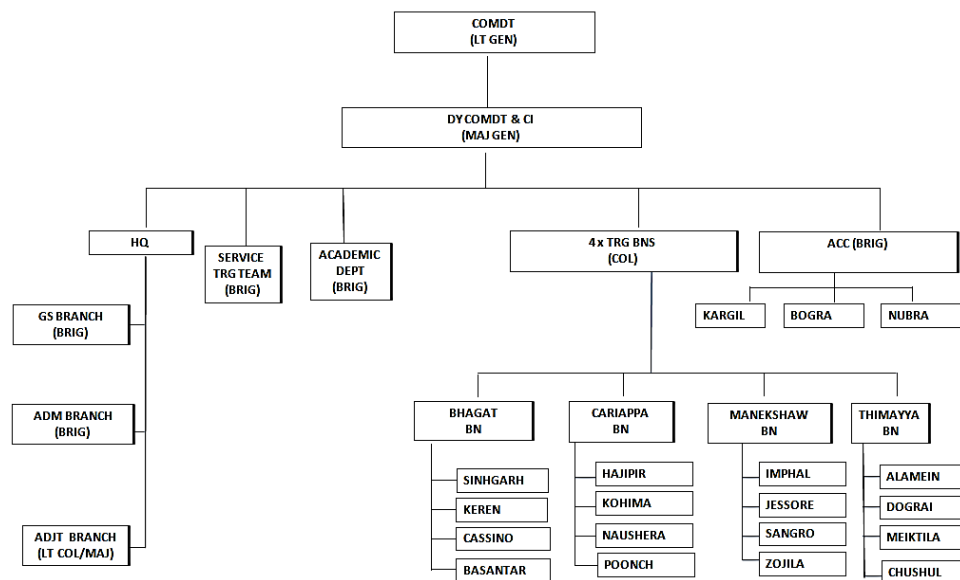 COMDT
(LT GEN)
DY COMDT & CI
(MAJ GEN)
HQ
SERVICE
TRG TEAM
(BRIG)
ACADEMIC
DEPT
(BRIG)
4 x TRG BNS
(COL)
ACC (BRIG)
KARGIL
BOGRA
NUBRA
GS BRANCH
(BRIG)
ADM BRANCH
(BRIG)
ADJT BRANCH
(LT COL/MAJ)
BHAGAT
BN
SINHGARH
KEREN
CASSINO
BASANTAR
CARIAPPA
BN
HAJIPIR
KOHIMA
NAUSHERA
POONCH
MANEKSHAW
BN
IMPHAL
JESSORE
SANGRO
ZOJILA
THIMAYYA
BN
ALAMEIN
DOGRAI
MEIKTILA
CHUSHUL